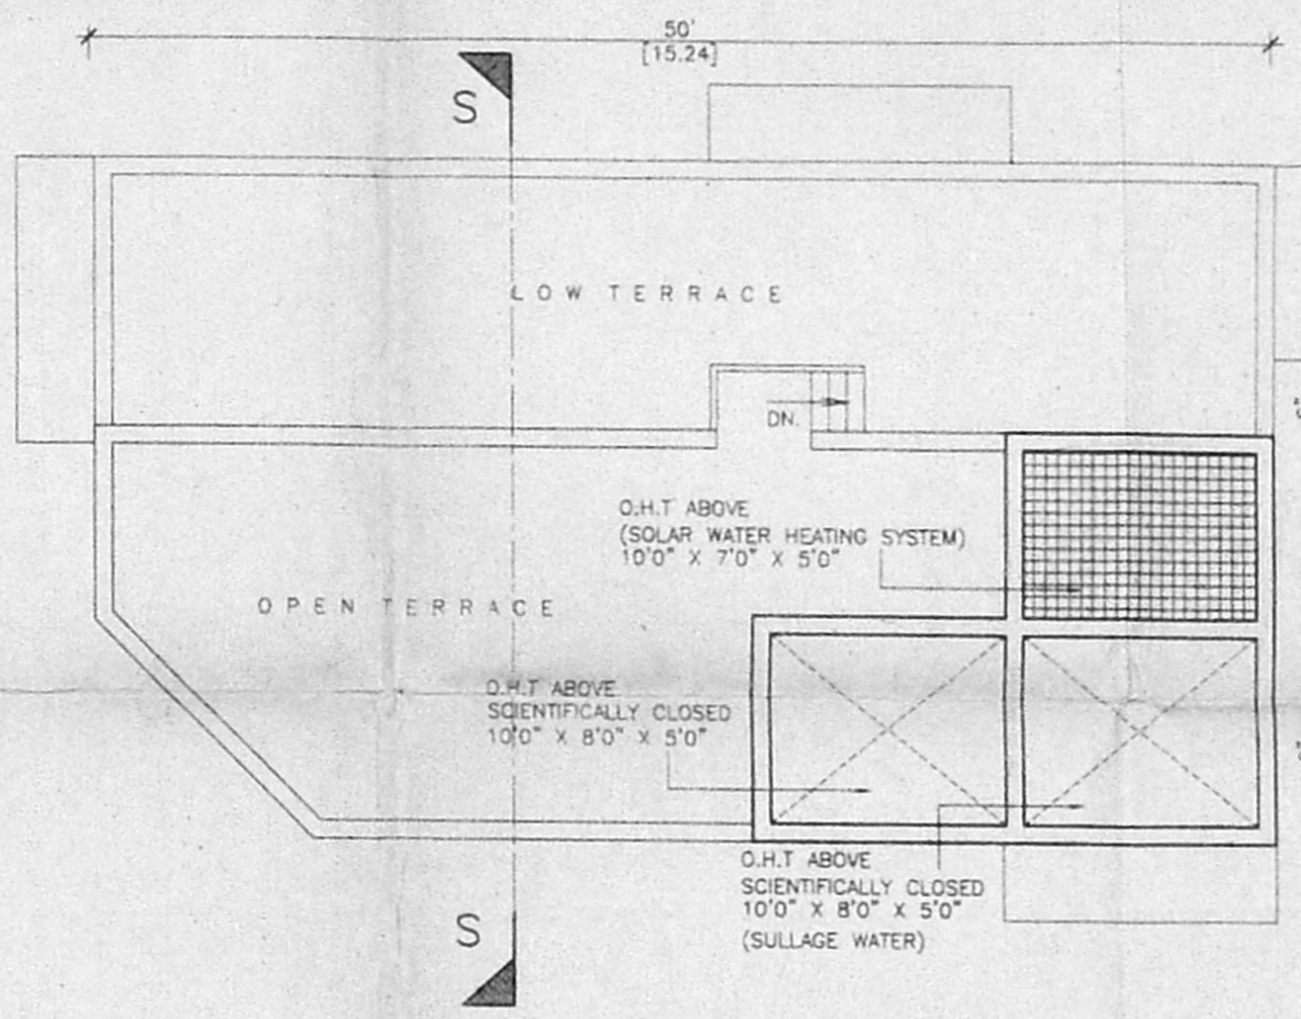 50'
[15.24]
S
LOW TERRACE
DN.
O.H.T ABOVE
(SOLAR WATER HEATING SYSTEM)
10'0" X 7'0" X 5'0"
OPEN TERRACE
O.H.T ABOVE
SCIENTIFICALLY CLOSED
10'0" X 8'0" X 5'0"
O.H.T ABOVE
SCIENTIFICALLY CLOSED
10'0" X 8'0" X 5'0"
(SULLAGE WATER)
S